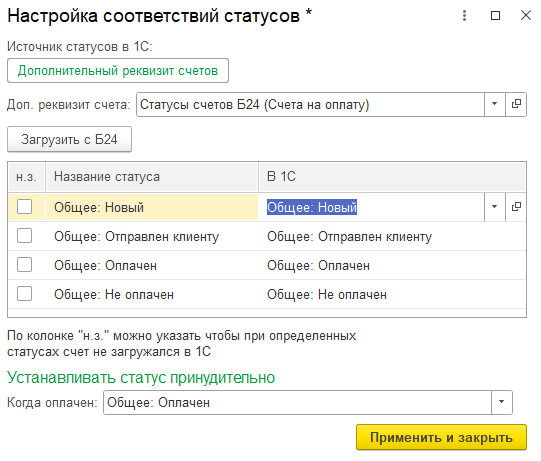 Настройка соответствий статусов *
Источник статусов в 1С:
Дополнительный реквизит счетов
Доп. реквизит счета: Статусы счетов Б24 (Счета на оплату)
Загрузить с Б24
н.з. Название статуса В 1С
Общее: Новый Общее: Новый
Общее: Отправлен клиенту Общее: Отправлен клиенту
Общее: Оплачен Общее: Оплачен
Общее: Не оплачен Общее: Не оплачен
По колонке "н.з." можно указать чтобы при определенных
статусах счет не загружался в 1С
Устанавливать статус принудительно
Когда оплачен: Общее: Оплачен
Применить и закрыть